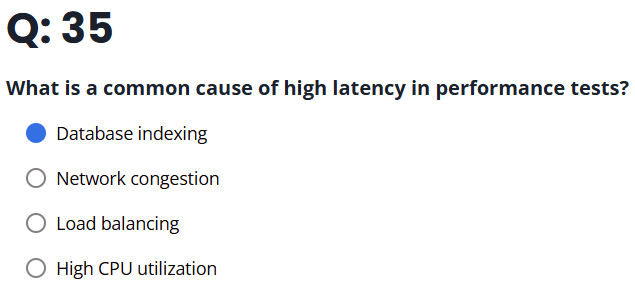 Q: 35
What is a common cause of high latency in performance tests?
Database indexing
Network congestion
Load balancing
High CPU utilization